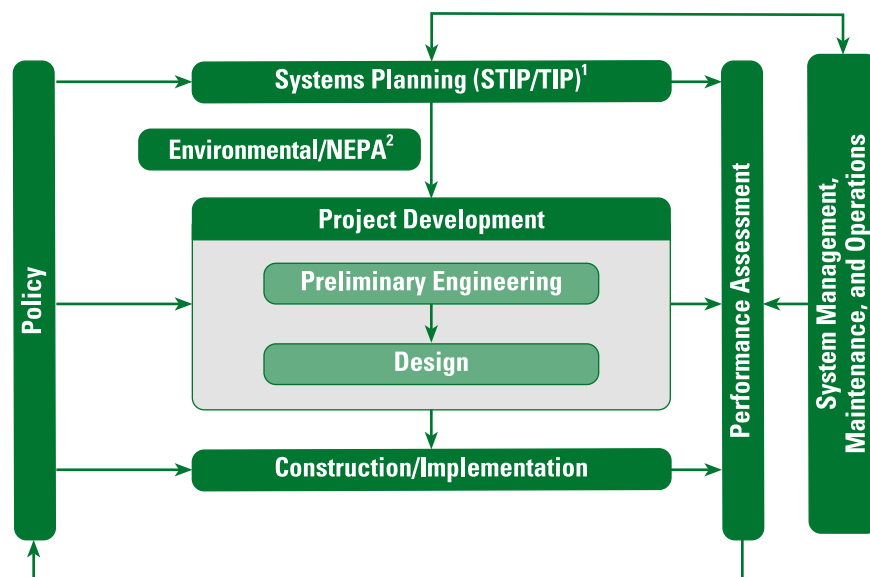 Systems Planning (STIP/TIP)¹
Environmental/NEPA²
Project Development
Preliminary Engineering
Design
Construction/Implementation
Policy
Performance Assessment
System Management,
Maintenance, and Operations